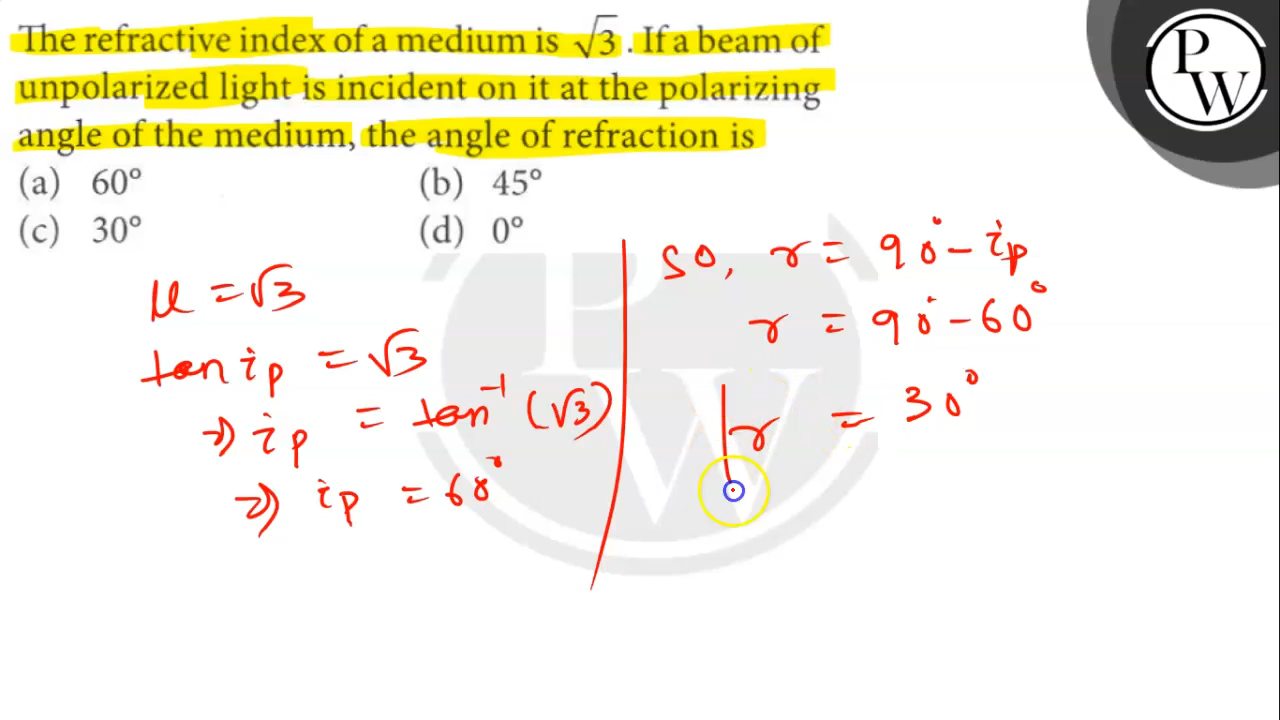 The refractive index of a medium is √3 . If a beam of
unpolarized light is incident on it at the polarizing
angle of the medium, the angle of refraction is
(a) 60° (b) 45°
(c) 30° (d) 0°
P
W
μ = √3
tan ip = √3
⇒ ip = tan⁻¹ (√3)
⇒ ip = 60°
so, r = 90° - ip
r = 90° - 60°
r = 30°
PW